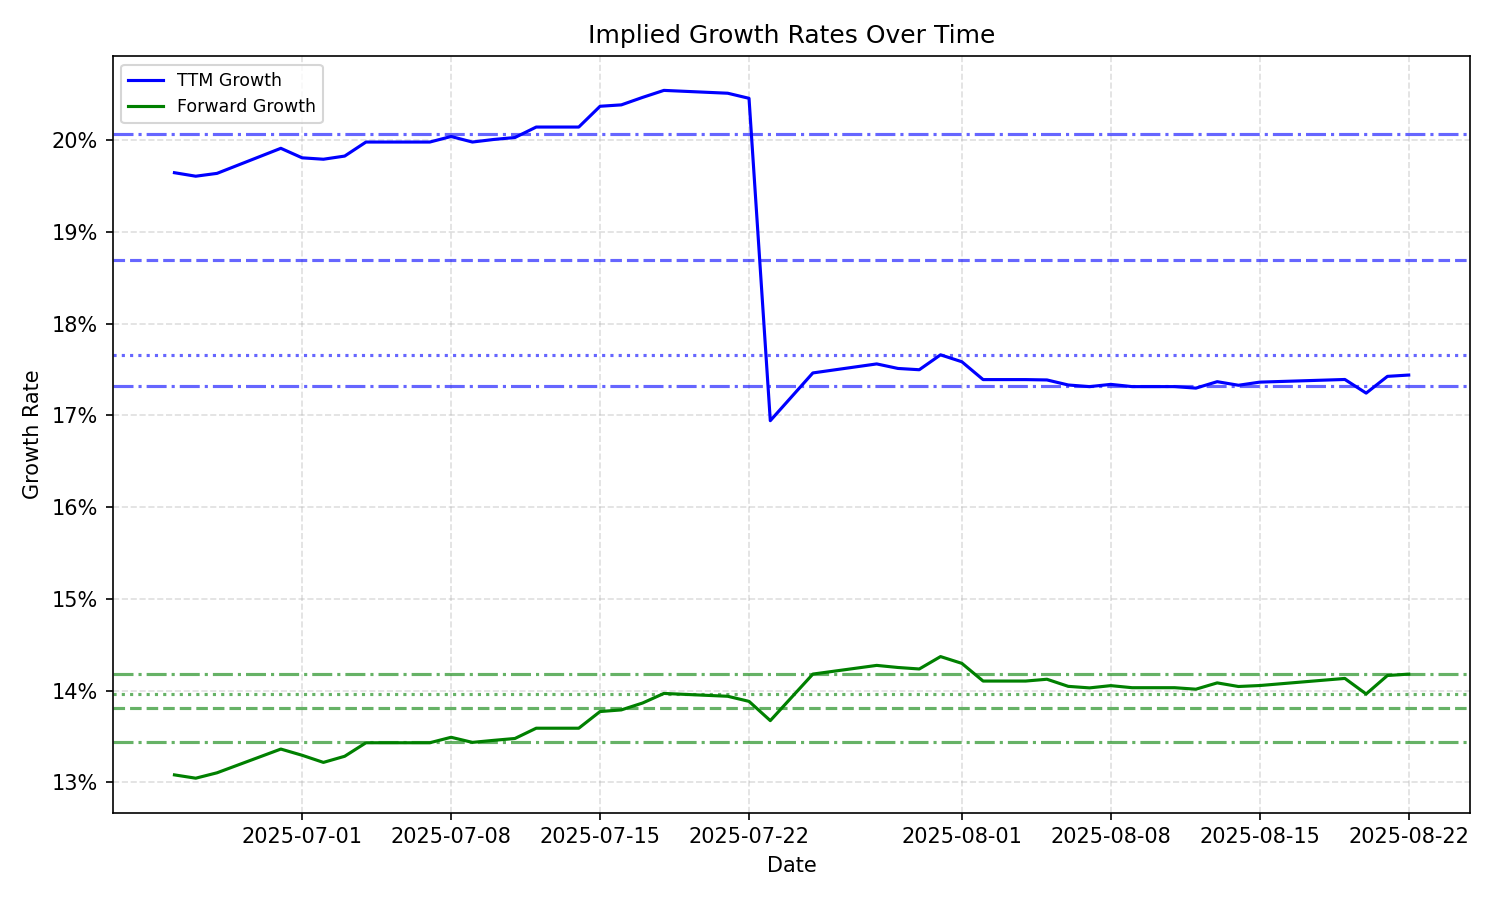 Implied Growth Rates Over Time
TTM Growth
Forward Growth
20%
19%
18%
17%
16%
15%
14%
13%
Growth Rate
2025-07-01 2025-07-08 2025-07-15 2025-07-22 2025-08-01 2025-08-08 2025-08-15 2025-08-22
Date